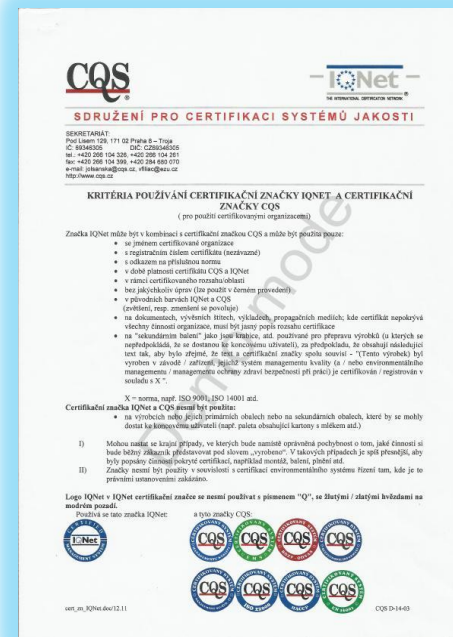 CQS
IQNet
THE INTERNATIONAL CERTIFICATION NETWORK
SDRUŽENÍ PRO CERTIFIKACI SYSTÉMŮ JAKOSTI
SEKRETARIÁT:
Pod Lisem 129, 171 02 Praha 8 – Troja
IČ: 69346305 DIČ: CZ69346305
tel.: +420 266 104 328, +420 266 104 261
fax: +420 266 104 399, +420 284 680 070
http://www.cqs.cz
KRITÉRIA POUŽÍVÁNÍ CERTIFIKAČNÍ ZNAČKY IQNET A CERTIFIKAČNÍ
ZNAČKY CQS
( pro použití certifikovanými organizacemi)
Značka IQNet může být v kombinaci s certifikační značkou CQS a může být použita pouze:
• se jménem certifikované organizace
• s registračním číslem certifikátu (nezávazné)
• s odkazem na příslušnou normu
• v době platnosti certifikátu CQS a IQNet
• v rámci certifikovaného rozsahu/oblasti
• bez jakýchkoliv úprav (lze použít v černém provedení)
• v původních barvách IQNet a CQS
(zvětšení, resp. zmenšení se povoluje)
• na dokumentech, vývěsních štítech, výkladech, propagačních mediích; kde certifikát nepokrývá
všechny činnosti organizace, musí být jasný popis rozsahu certifikace
• na "sekundárním balení" jako jsou krabice, atd. používané pro přepravu výrobků (u kterých se
nepředpokládá, že se dostanou ke koncovému uživateli), za předpokladu, že obsahují následující
text tak, aby bylo zřejmé, že text a certifikační značky spolu souvisí - "(Tento výrobek) byl
vyroben v závodě / zařízení, jejichž systém managementu kvality (a / nebo environmentálního
managementu / managementu ochrany zdraví bezpečnosti při práci) je certifikován / registrován v
souladu s X ".
X = norma, např. ISO 9001, ISO 14001 atd.
Certifikační značka IQNet a CQS nesmí být použita:
• na výrobcích nebo jejich primárních obalech nebo na sekundárních obalech, které by se mohly
dostat ke koncovému uživateli (např. paleta obsahující kartony s mlékem atd.)
I) Mohou nastat se krajní případy, ve kterých bude namístě oprávněná pochybnost o tom, jaké činnosti si
bude běžný zákazník představovat pod slovem „vyrobeno". V takových případech je spíš přesnější, aby
byly popsány činnosti pokryté certifikací, například montáž, balení, plnění atd.
II) Značky nesmí být použity v souvislosti s certifikací environmentálního systému řízení tam, kde je to
právními ustanoveními zakázáno.
Logo IQNet v IQNet certifikační značce se nesmí používat s písmenem "Q", se žlutými / zlatými hvězdami na
modrém pozadí.
Používá se tato značka IQNet: a tyto značky CQS:
CERTIFIED
IQNet
MANAGEMENT SYSTEM
CQS CQS CQS CQS
CQS CQS CQS CQS
cert_zn_IQNet.doc/12.11 CQS D-14-03
Demo mode